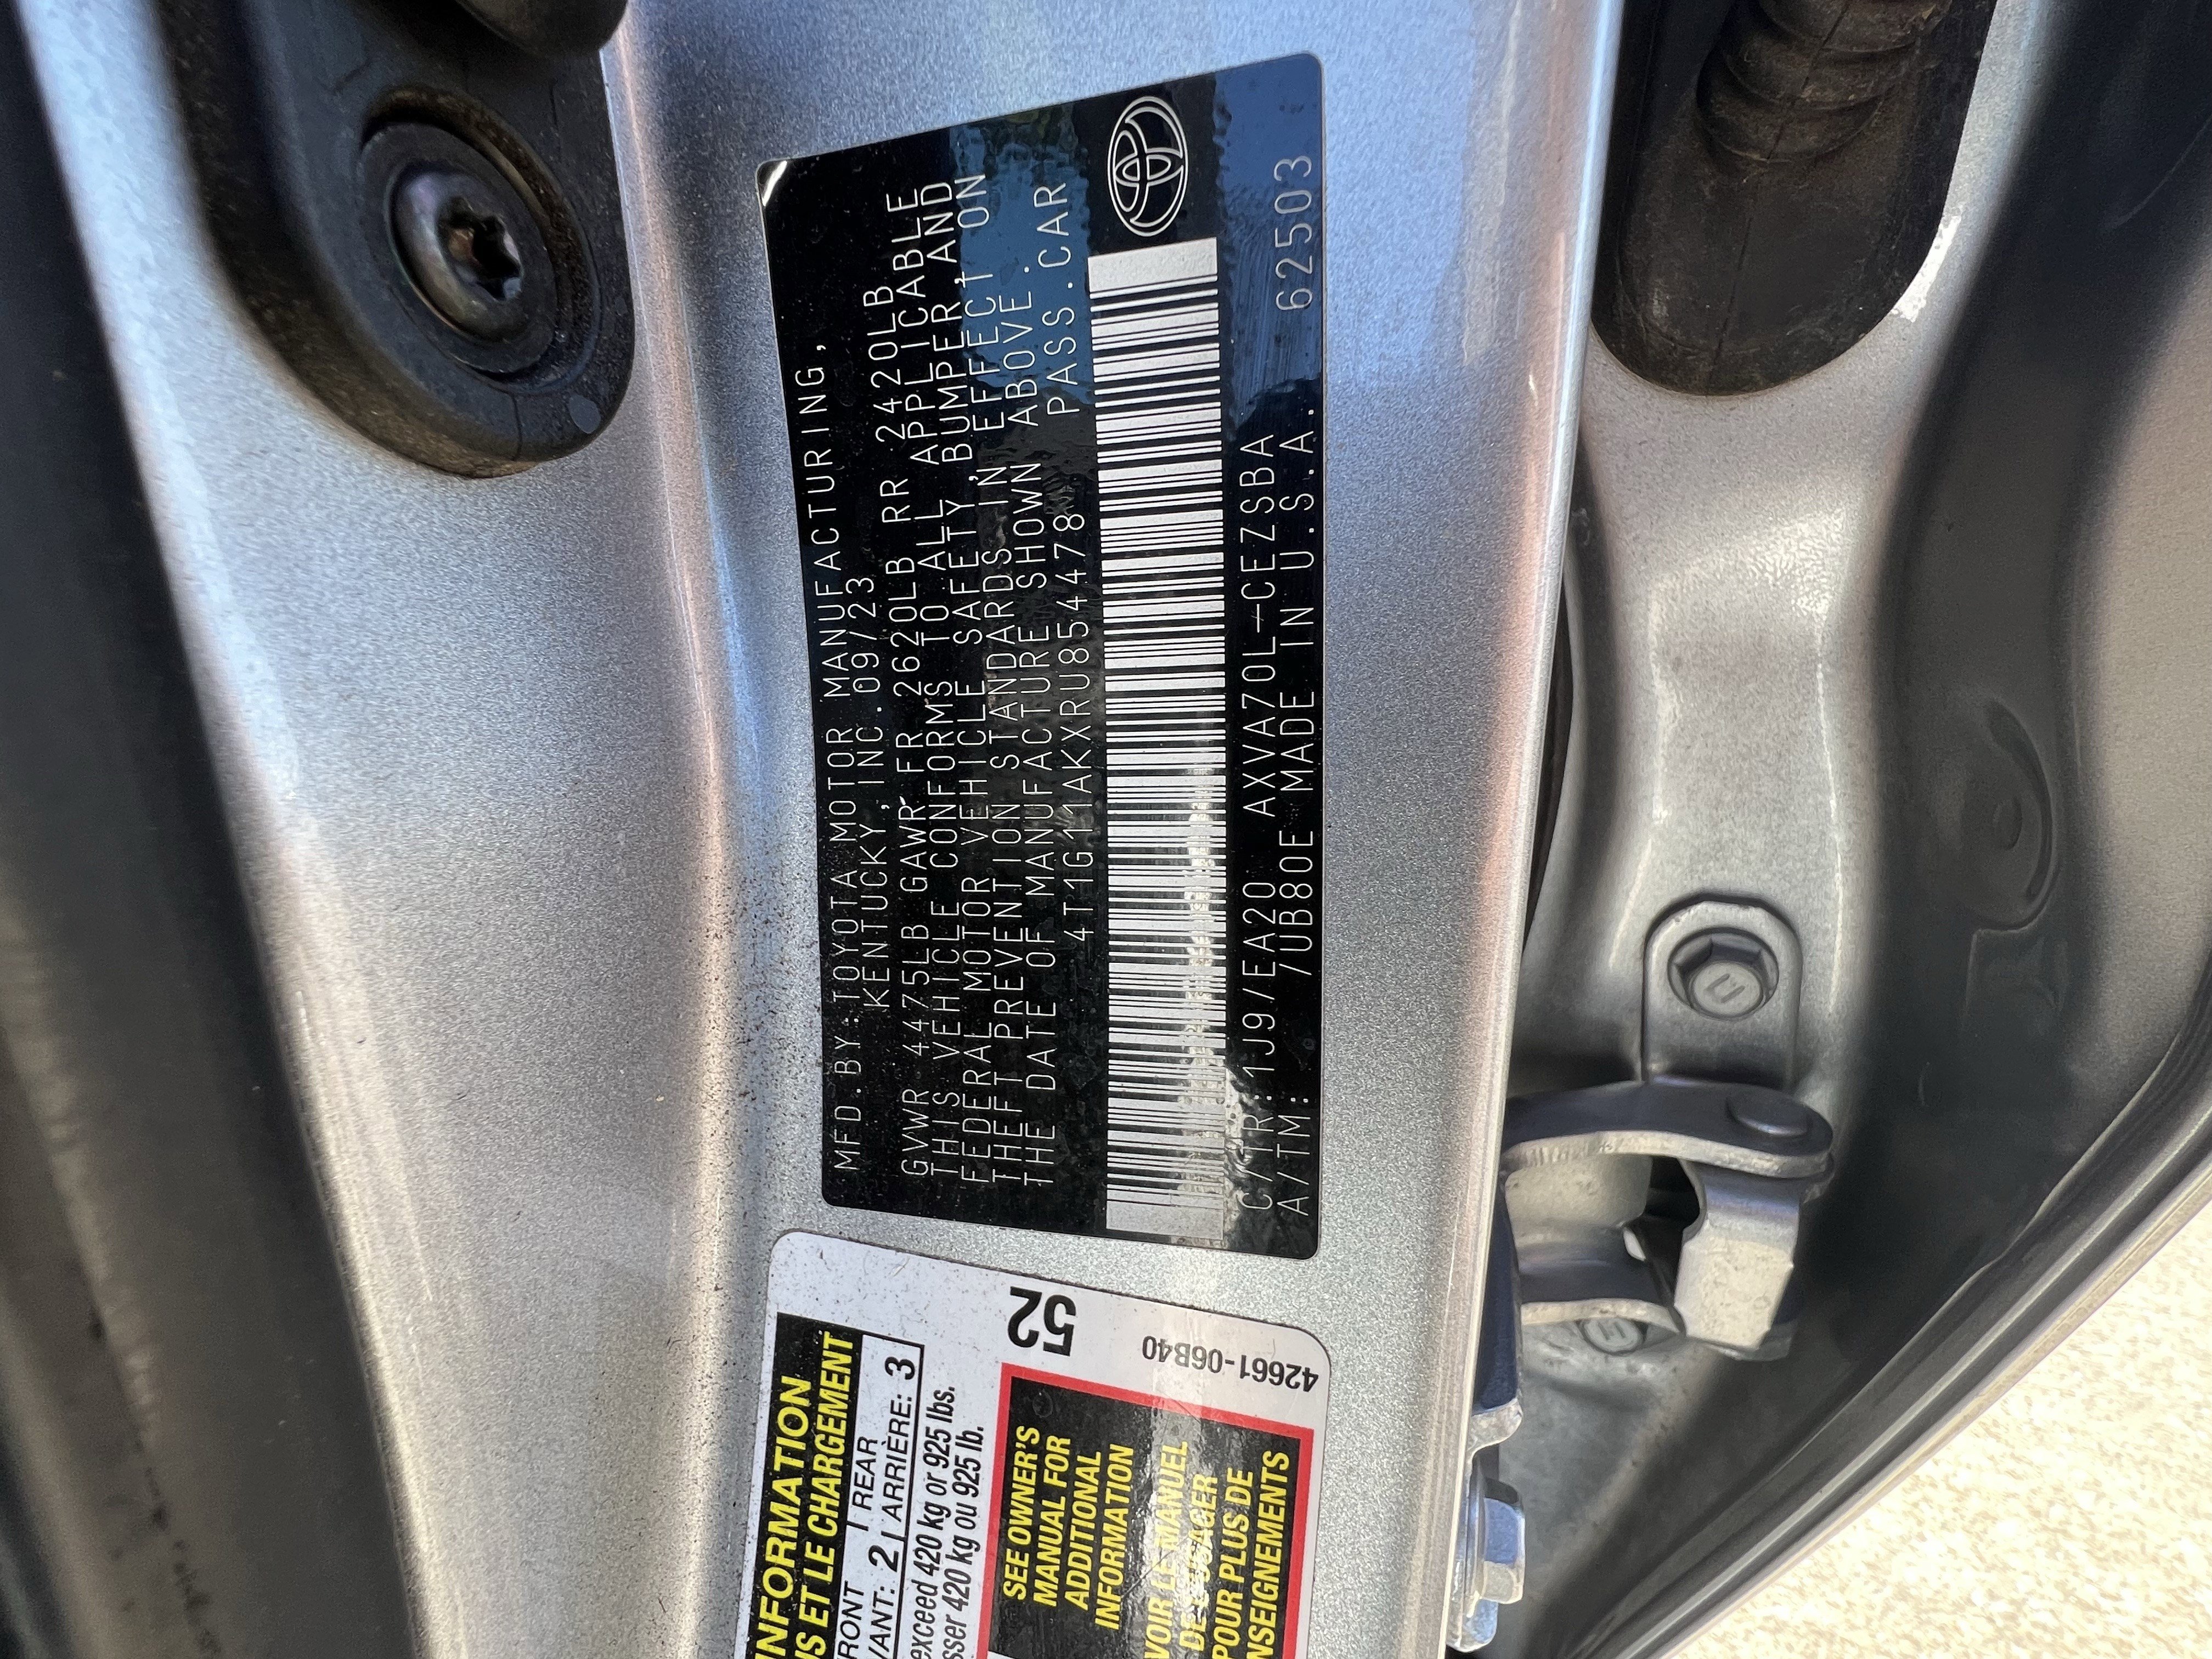 MFD.BY:TOYOTA MOTOR MANUFACTURING,
KENTUCKY,INC.09/23
GVWR 4475LB GAWR FR 2620LB RR 2420LB
THIS VEHICLE CONFORMS TO ALL APPLICABLE
FEDERAL MOTOR VEHICLE SAFETY,BUMPER,AND
THEFT PREVENTION STANDARDS IN EFFECT ON
THE DATE OF MANUFACTURE SHOWN ABOVE.
4T1G11AKXRU854478 PASS.CAR
C/TR:1J9/EA20 AXVA70L-CEZSBA 62503
A/TM: /UB80E MADE IN U.S.A.
52
42661-06B40
INFORMATION
ET LE CHARGEMENT
REAR
2 ARRIÈRE: 3
exceed 420 kg or 925 lbs.
420 kg ou 925 lb.
SEE OWNER'S
MANUAL FOR
ADDITIONAL
INFORMATION
VOIR LE MANUEL
DE L'USAGER
POUR PLUS DE